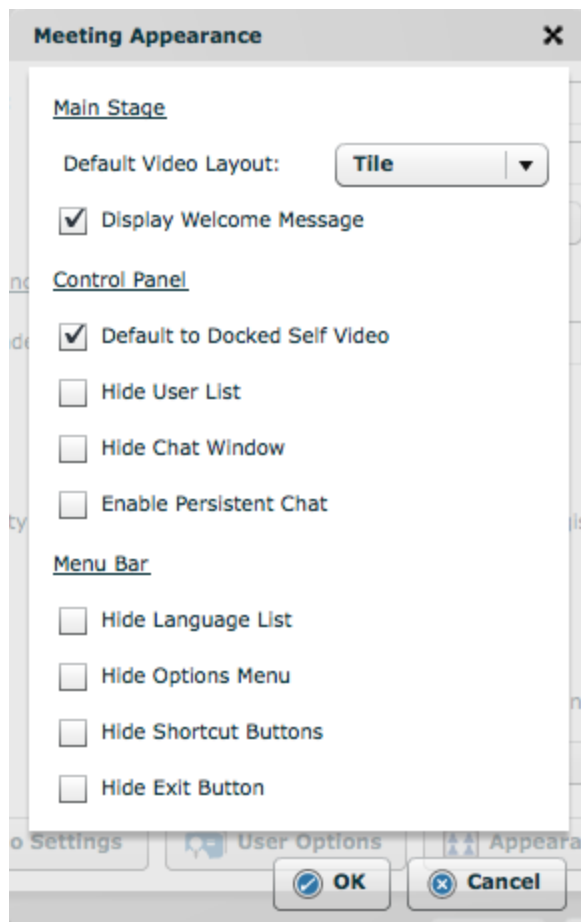 Meeting Appearance
Main Stage
Default Video Layout: Tile
Display Welcome Message
Control Panel
Default to Docked Self Video
Hide User List
Hide Chat Window
Enable Persistent Chat
Menu Bar
Hide Language List
Hide Options Menu
Hide Shortcut Buttons
Hide Exit Button
o Settings User Options Appeara
OK Cancel